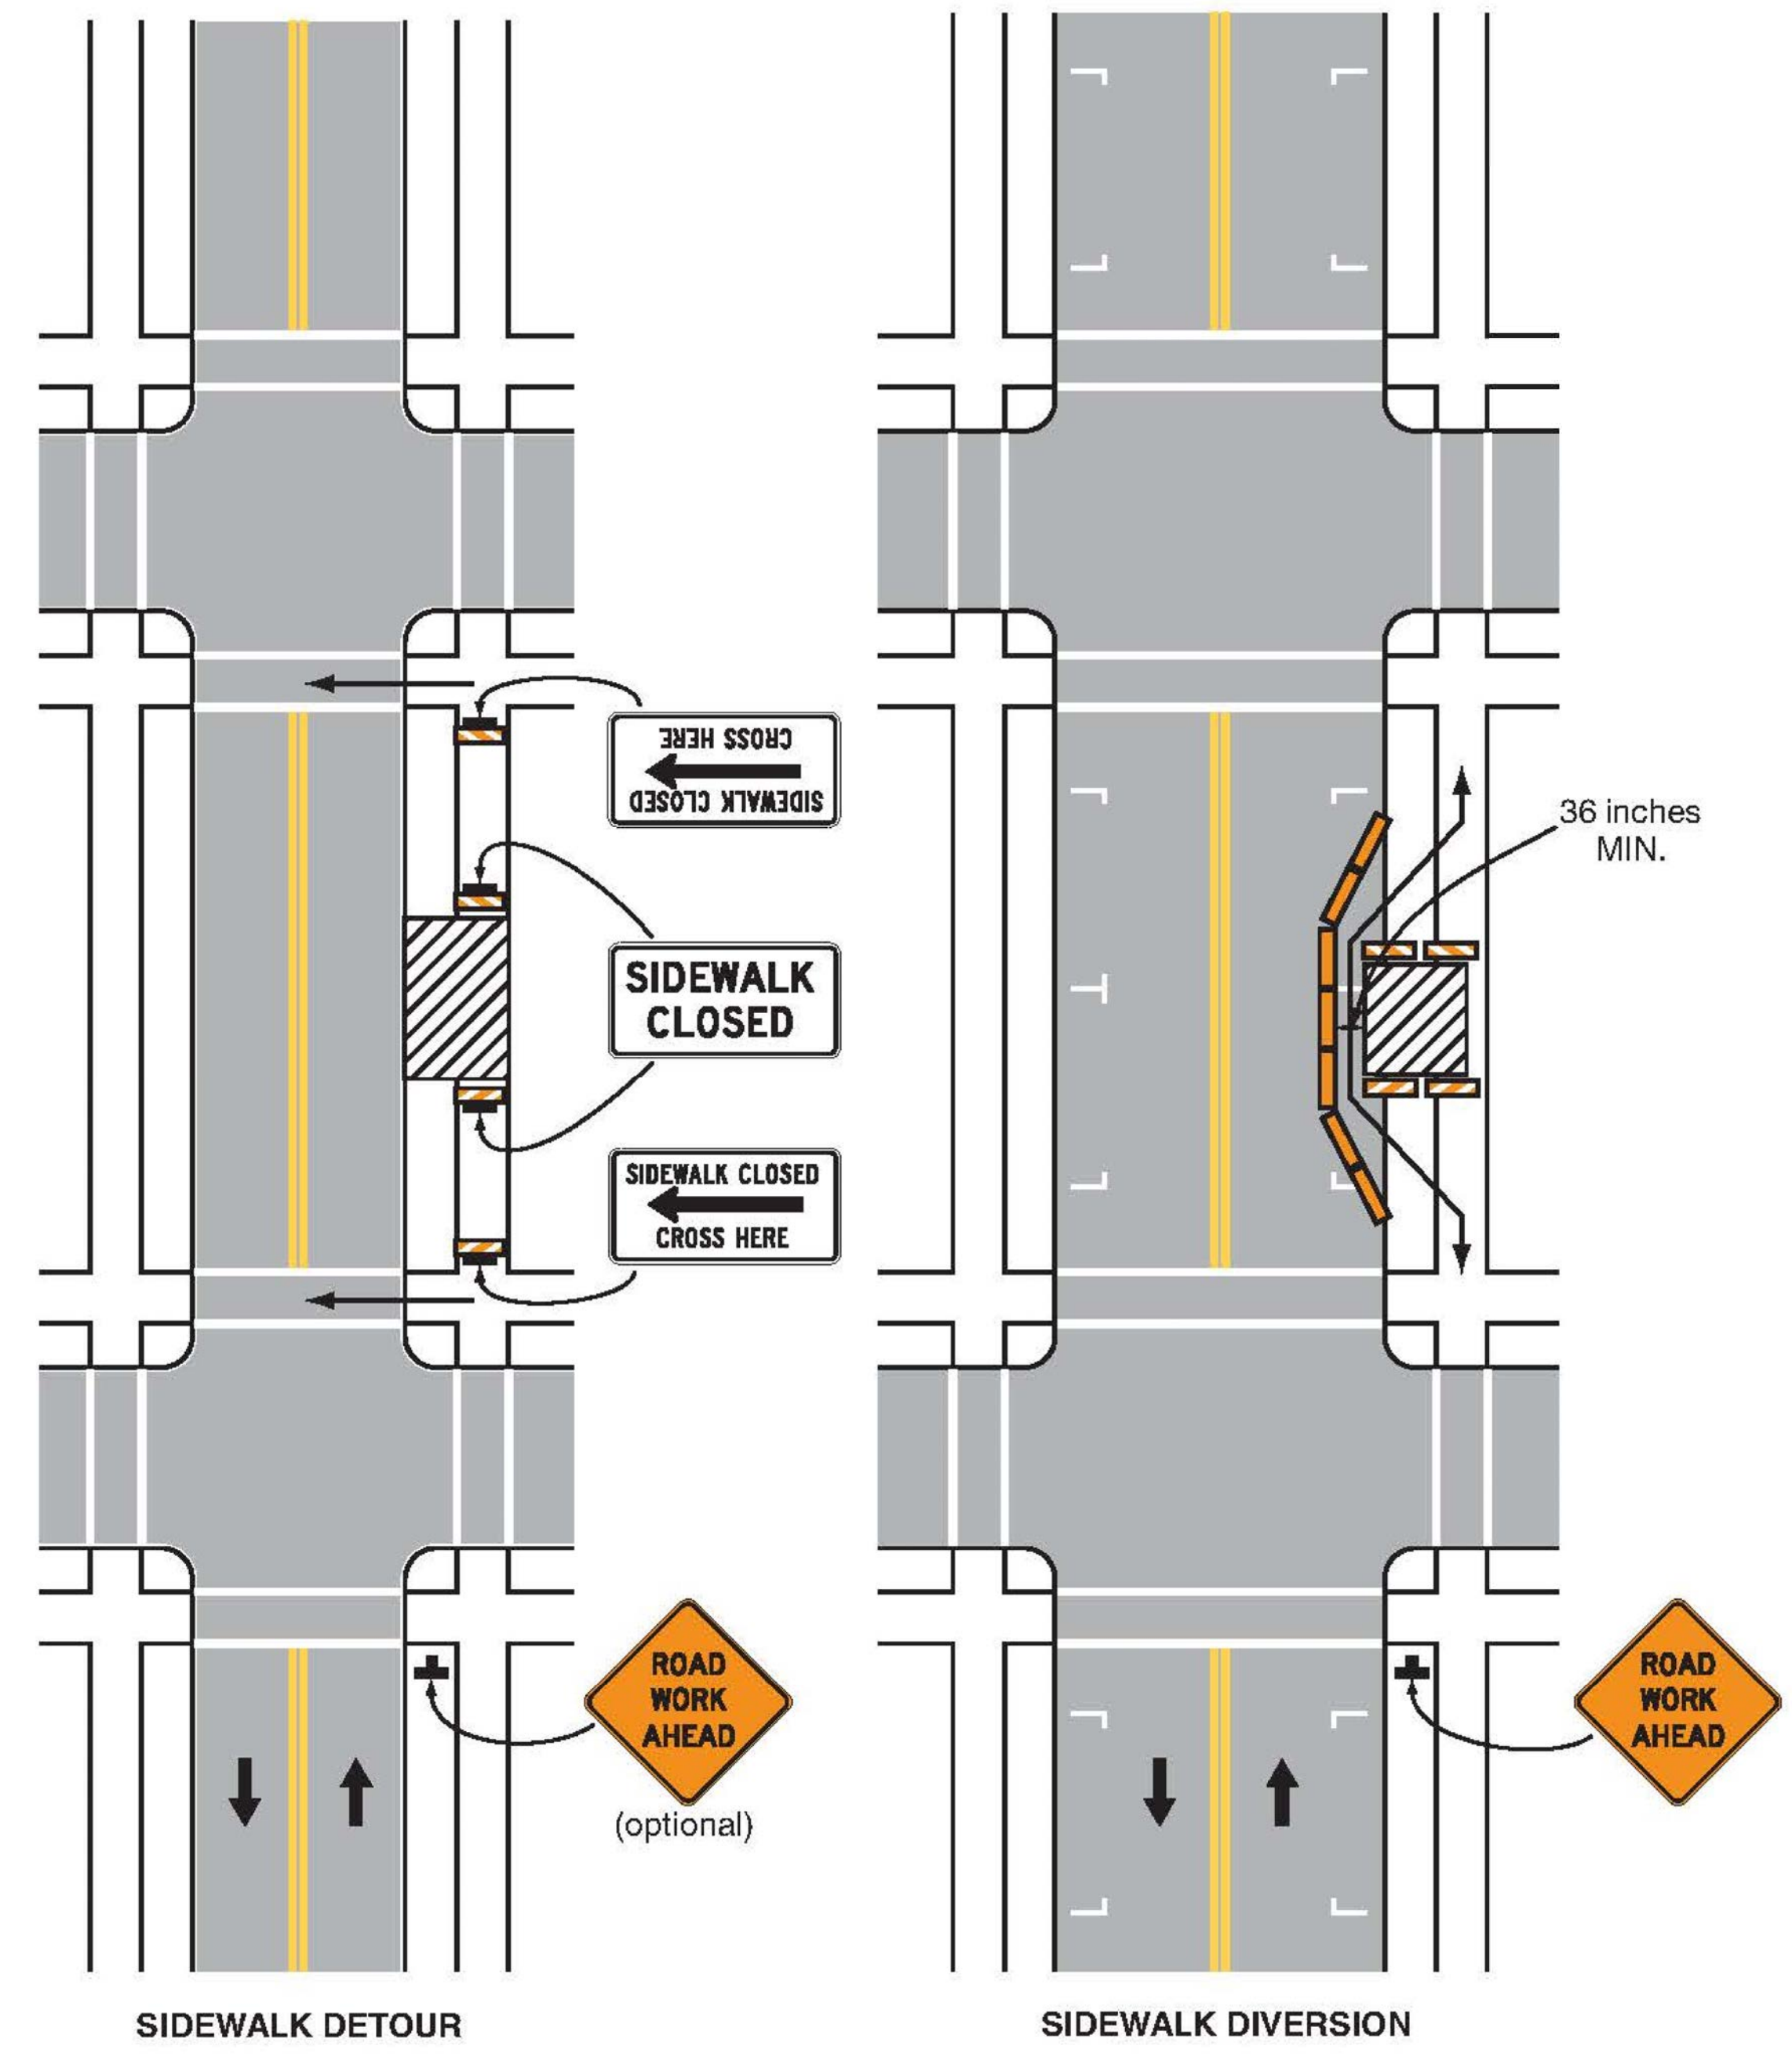 CROSS HERE
SIDEWALK CLOSED
36 inches
MIN.
SIDEWALK
CLOSED
SIDEWALK CLOSED
CROSS HERE
ROAD
WORK
AHEAD
(optional)
ROAD
WORK
AHEAD
SIDEWALK DETOUR
SIDEWALK DIVERSION